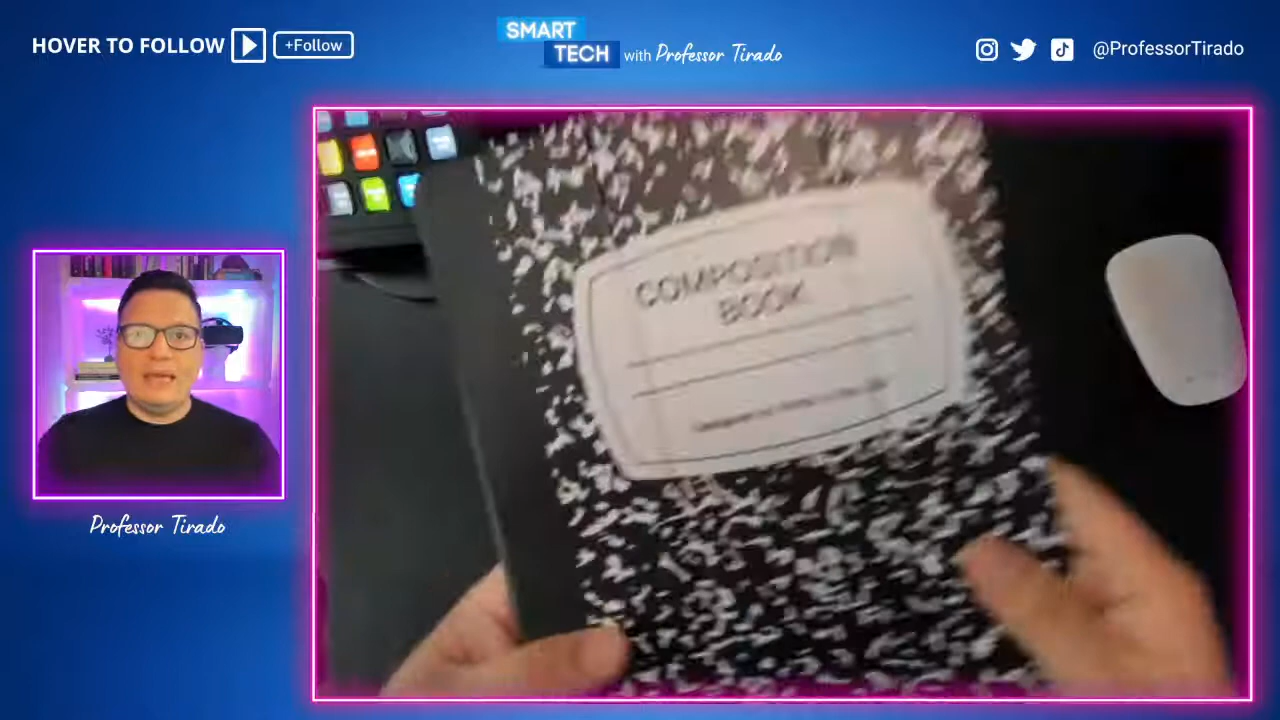 HOVER TO FOLLOW
+Follow
SMART
TECH with Professor Tirado
@ProfessorTirado
COMPOSITION
BOOK
Professor Tirado